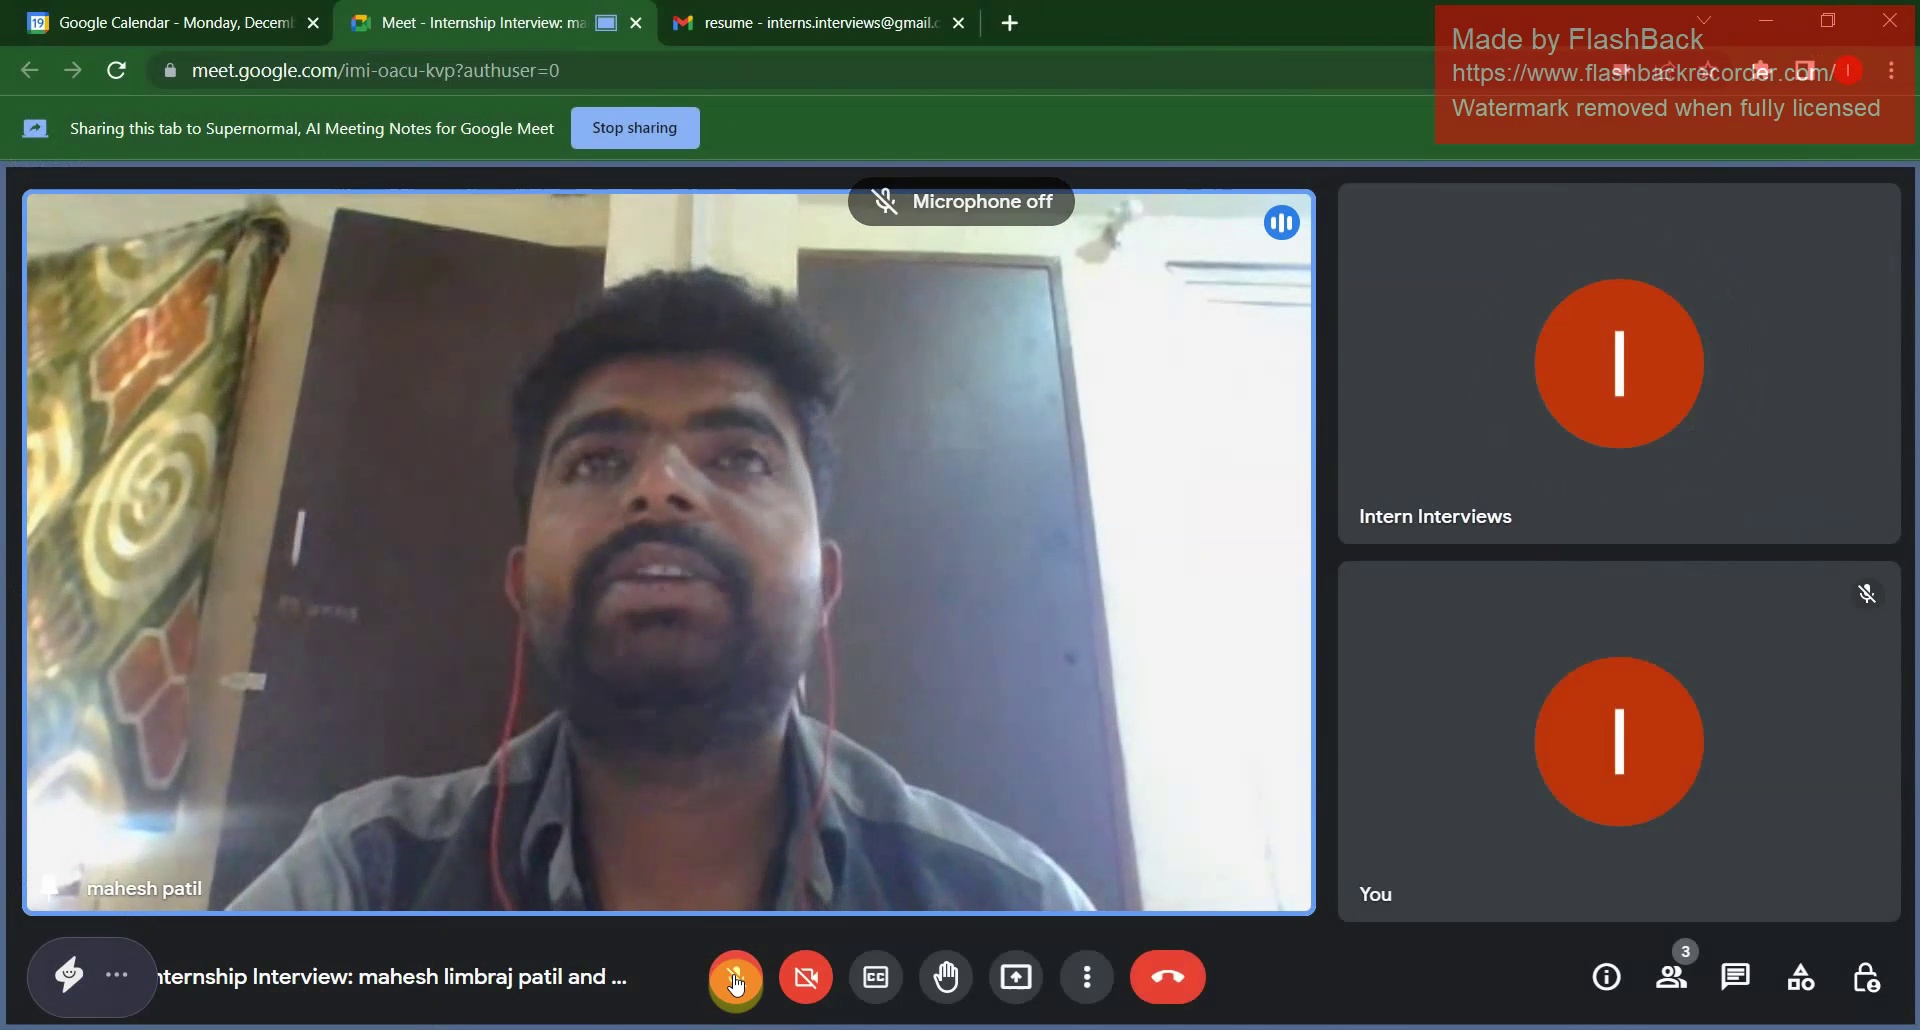 Google Calendar - Monday, Decem
Meet - Internship Interview: ma
resume - interns.interviews@gmail.c
Made by FlashBack
https://www.flashbackrecorder.com/
Watermark removed when fully licensed
meet.google.com/imi-oacu-kvp?authuser=0
Sharing this tab to Supernormal, AI Meeting Notes for Google Meet
Stop sharing
Microphone off
I
Intern Interviews
I
You
mahesh patil
nternship Interview: mahesh limbraj patil and ...
CC
3
19
I